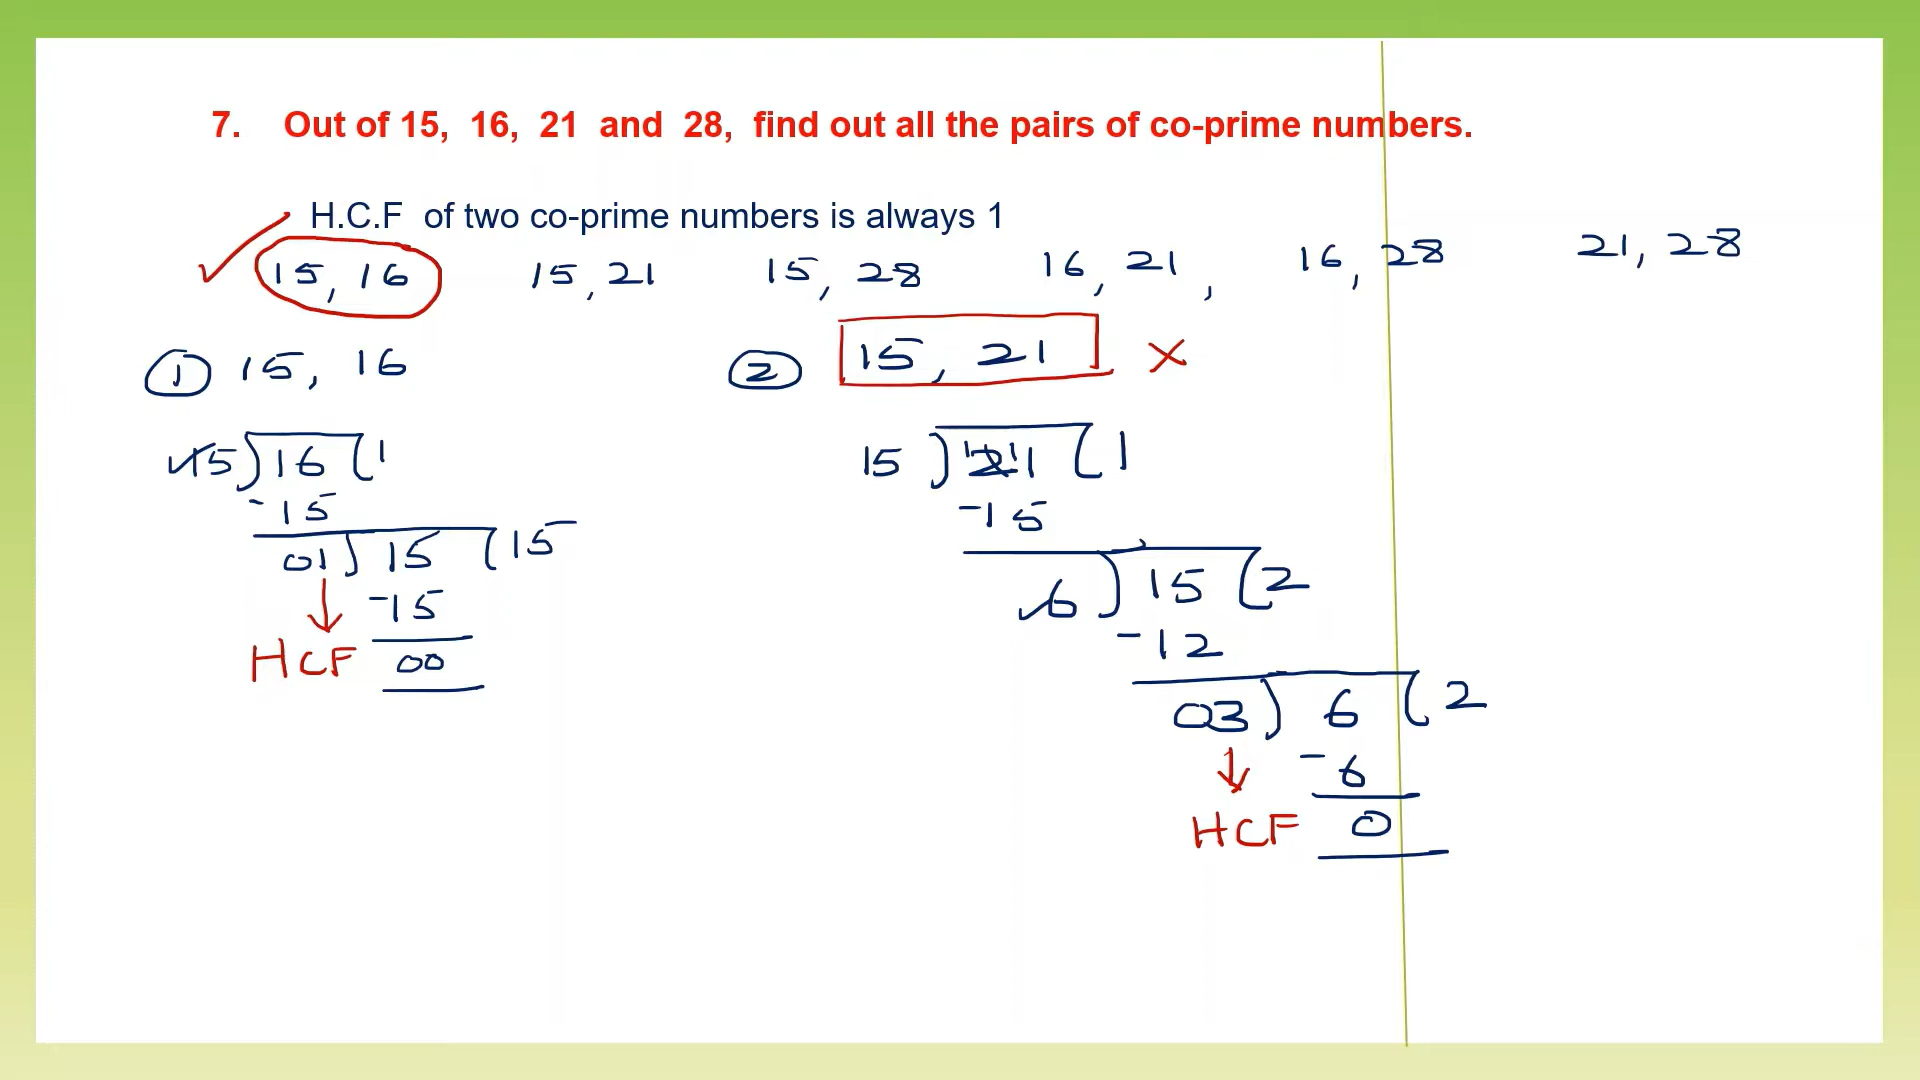 7. Out of 15, 16, 21 and 28, find out all the pairs of co-prime numbers.
H.C.F of two co-prime numbers is always 1
15, 16 15, 21 15, 28 16, 21, 16, 28 21, 28
1 15, 16
15) 16 (1
-15
01) 15 (15
-15
HCF 00
2 15, 21 ×
15) 21 (1
-15
6) 15 (2
-12
03) 6 (2
-6
HCF 0